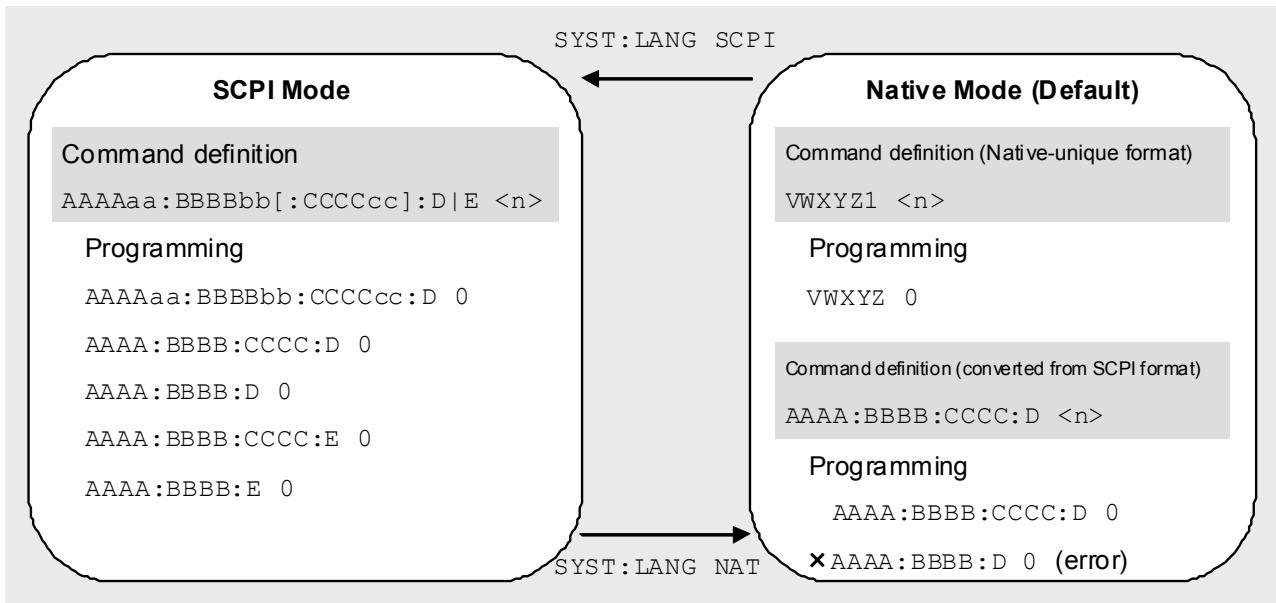 SYST:LANG SCPI
SCPI Mode
Command definition
AAAAaa:BBBBbb[:CCCCcc]:D|E <n>
Programming
AAAAaa:BBBBbb:CCCCcc:D 0
AAAA:BBBB:CCCC:D 0
AAAA:BBBB:D 0
AAAA:BBBB:CCCC:E 0
AAAA:BBBB:E 0
Native Mode (Default)
Command definition (Native-unique format)
VWXYZ1 <n>
Programming
VWXYZ 0
Command definition (converted from SCPI format)
AAAA:BBBB:CCCC:D <n>
Programming
AAAA:BBBB:CCCC:D 0
×AAAA:BBBB:D 0 (error)
SYST:LANG NAT